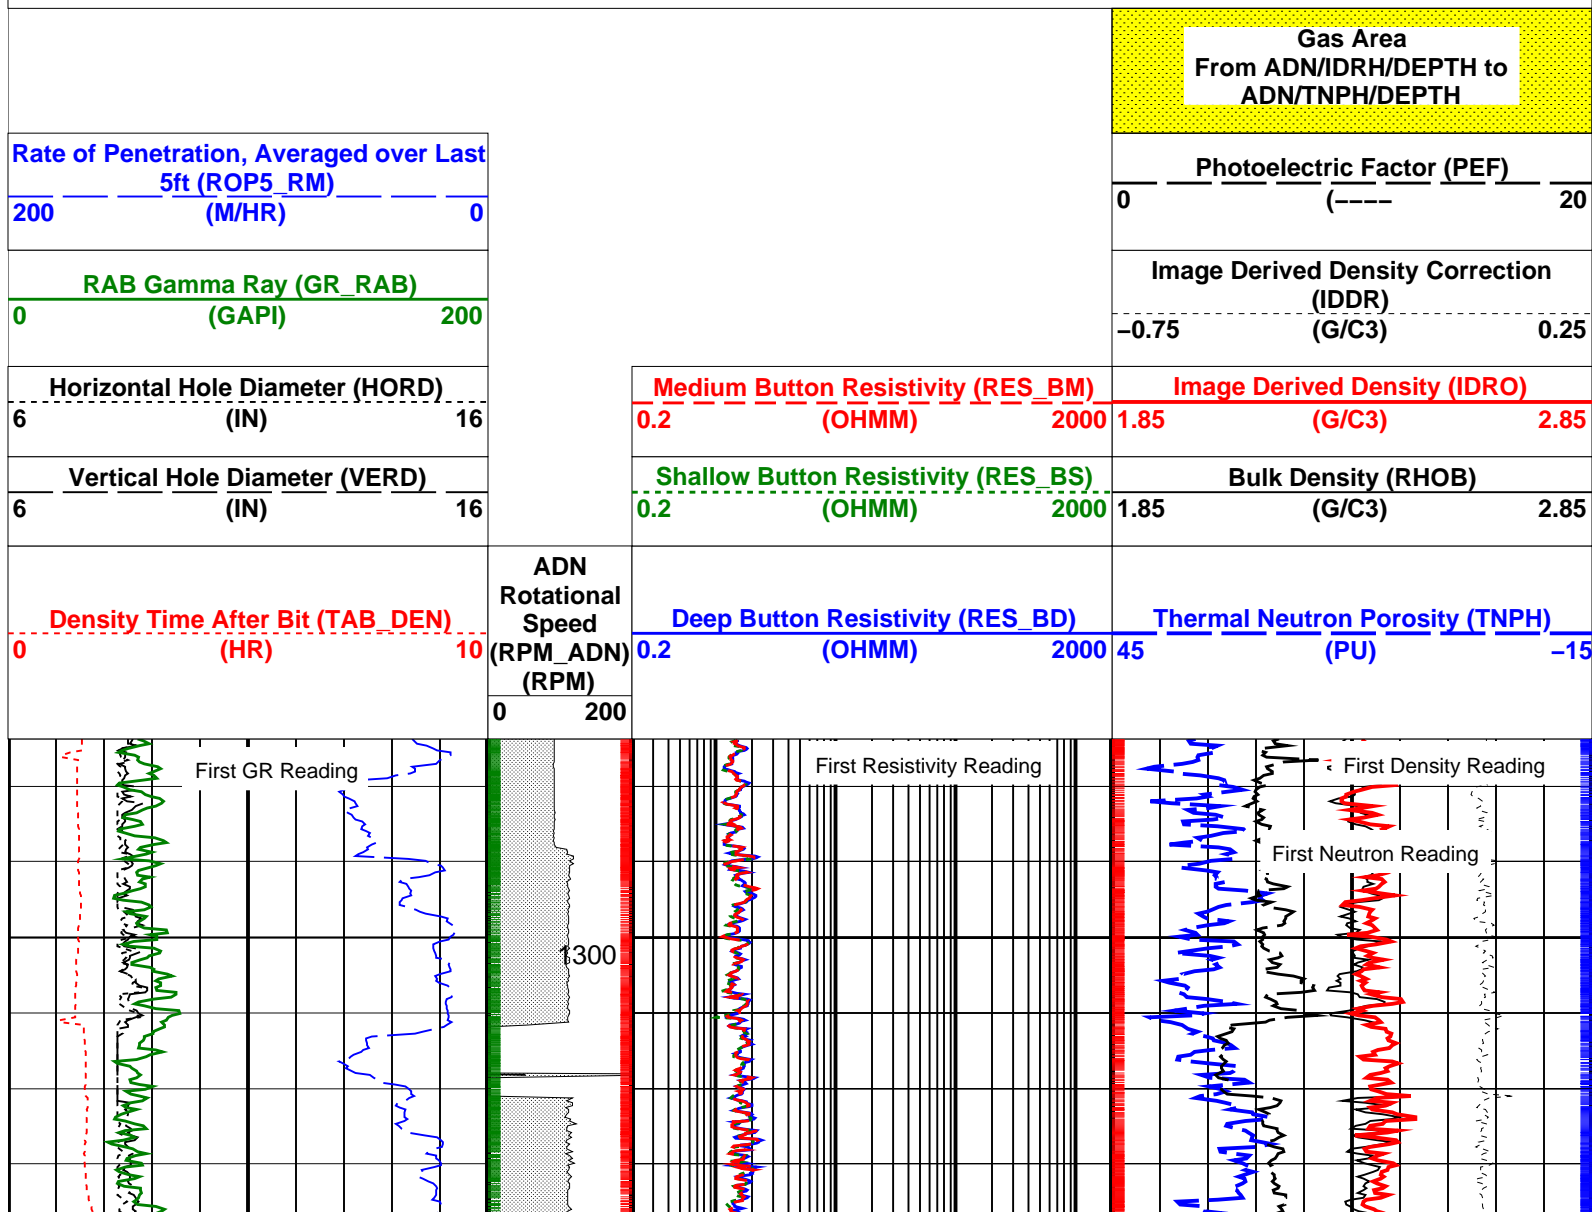 Gas Area
From ADN/IDRH/DEPTH to
ADN/TNPH/DEPTH
Rate of Penetration, Averaged over Last
5ft (ROP5_RM)
200 (M/HR) 0
Photoelectric Factor (PEF)
0 (−−−− 20
RAB Gamma Ray (GR_RAB)
0 (GAPI) 200
Image Derived Density Correction
(IDDR)
−0.75 (G/C3) 0.25
Horizontal Hole Diameter (HORD)
6 (IN) 16
Medium Button Resistivity (RES_BM)
0.2 (OHMM) 2000
Image Derived Density (IDRO)
1.85 (G/C3) 2.85
Vertical Hole Diameter (VERD)
6 (IN) 16
Shallow Button Resistivity (RES_BS)
0.2 (OHMM) 2000
Bulk Density (RHOB)
1.85 (G/C3) 2.85
Density Time After Bit (TAB_DEN)
0 (HR) 10
ADN
Rotational
Speed
(RPM_ADN)
(RPM)
0 200
Deep Button Resistivity (RES_BD)
0.2 (OHMM) 2000
Thermal Neutron Porosity (TNPH)
45 (PU) −15
First GR Reading
First Resistivity Reading
First Density Reading
First Neutron Reading
1300